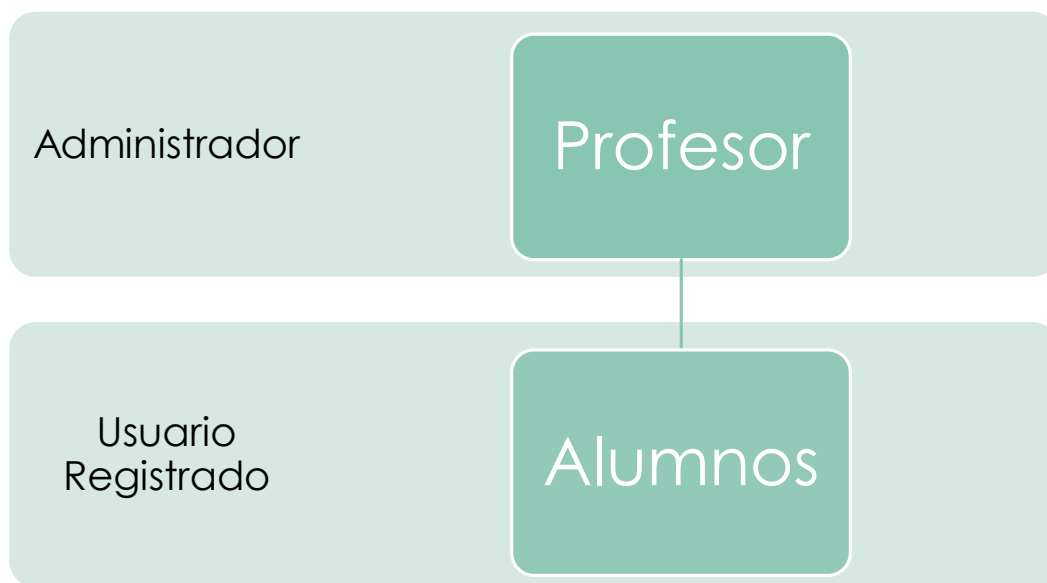 Administrador
Profesor
Usuario
Registrado
Alumnos